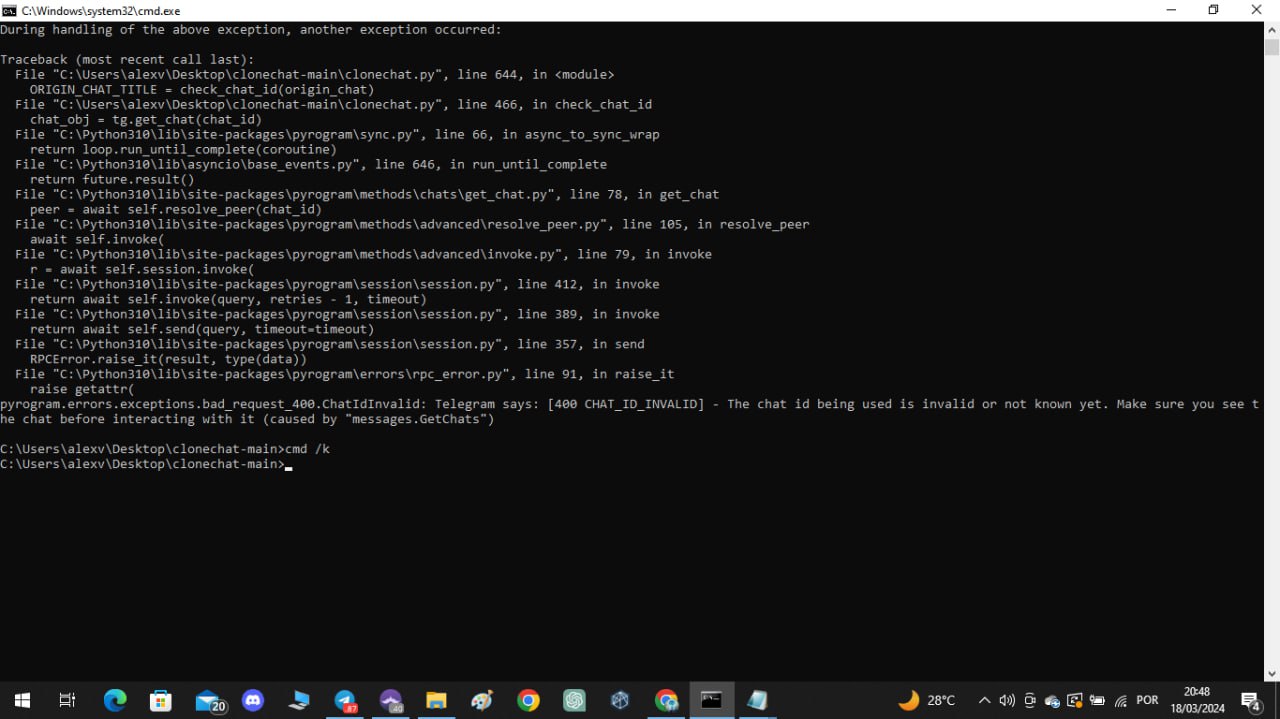 C:\Windows\system32\cmd.exe
During handling of the above exception, another exception occurred:
Traceback (most recent call last):
File "C:\Users\alexv\Desktop\clonechat-main\clonechat.py", line 644, in <module>
ORIGIN_CHAT_TITLE = check_chat_id(origin_chat)
File "C:\Users\alexv\Desktop\clonechat-main\clonechat.py", line 466, in check_chat_id
chat_obj = tg.get_chat(chat_id)
File "C:\Python310\lib\site-packages\pyrogram\sync.py", line 66, in async_to_sync_wrap
return loop.run_until_complete(coroutine)
File "C:\Python310\lib\asyncio\base_events.py", line 646, in run_until_complete
return future.result()
File "C:\Python310\lib\site-packages\pyrogram\methods\chats\get_chat.py", line 78, in get_chat
peer = await self.resolve_peer(chat_id)
File "C:\Python310\lib\site-packages\pyrogram\methods\advanced\resolve_peer.py", line 105, in resolve_peer
await self.invoke(
File "C:\Python310\lib\site-packages\pyrogram\methods\advanced\invoke.py", line 79, in invoke
r = await self.session.invoke(
File "C:\Python310\lib\site-packages\pyrogram\session\session.py", line 412, in invoke
return await self.invoke(query, retries - 1, timeout)
File "C:\Python310\lib\site-packages\pyrogram\session\session.py", line 389, in invoke
return await self.send(query, timeout=timeout)
File "C:\Python310\lib\site-packages\pyrogram\session\session.py", line 357, in send
RPCError.raise_it(result, type(data))
File "C:\Python310\lib\site-packages\pyrogram\errors\rpc_error.py", line 91, in raise_it
raise getattr(
pyrogram.errors.exceptions.bad_request_400.ChatIdInvalid: Telegram says: [400 CHAT_ID_INVALID] - The chat id being used is invalid or not known yet. Make sure you see t
he chat before interacting with it (caused by "messages.GetChats")
C:\Users\alexv\Desktop\clonechat-main>cmd /k
C:\Users\alexv\Desktop\clonechat-main>
20
87
40
28°C
POR
20:48
18/03/2024
4